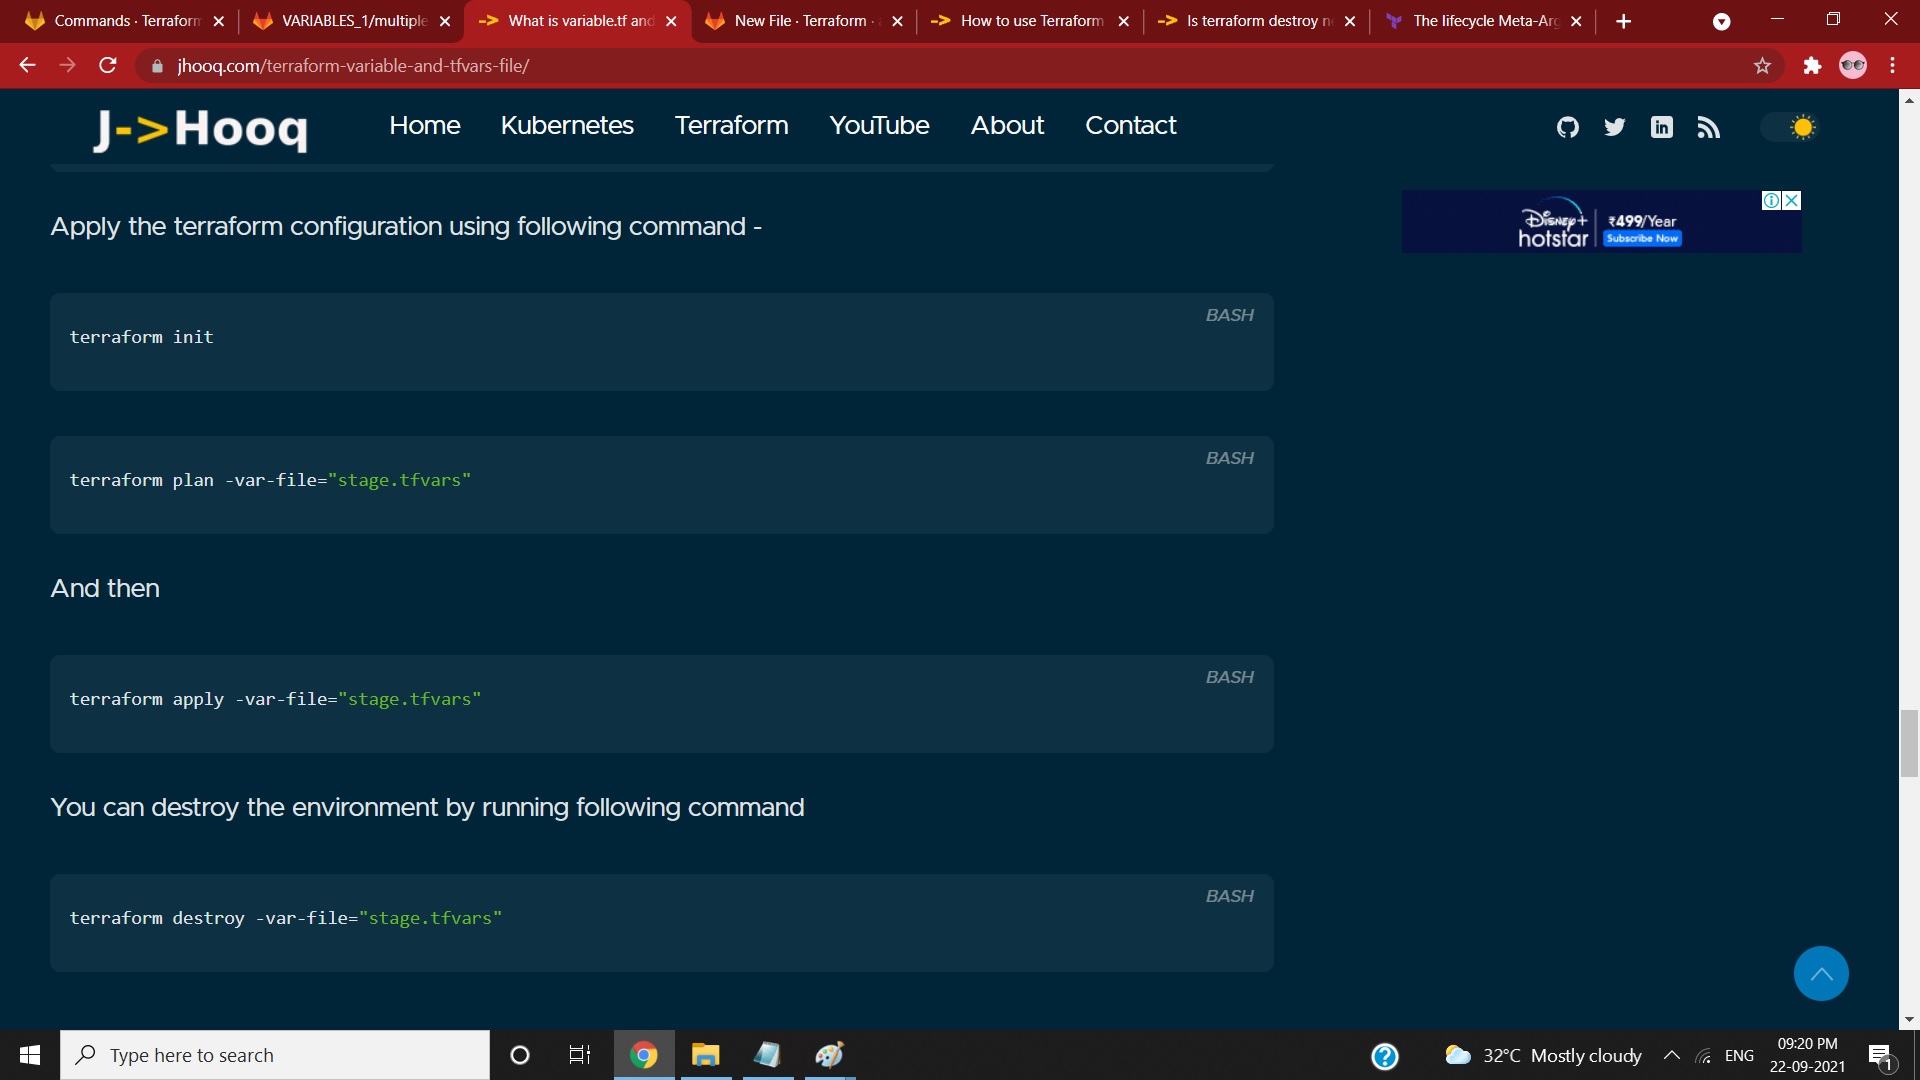 Commands · Terraform
VARIABLES_1/multiple
What is variable.tf and
New File · Terraform ·
How to use Terraform
Is terraform destroy
The lifecycle Meta-Arg
jhooq.com/terraform-variable-and-tfvars-file/
J->Hooq
Home
Kubernetes
Terraform
YouTube
About
Contact
Apply the terraform configuration using following command -
Disney+
hotstar
₹499/Year
Subscribe Now
BASH
terraform init
BASH
terraform plan -var-file="stage.tfvars"
And then
BASH
terraform apply -var-file="stage.tfvars"
You can destroy the environment by running following command
BASH
terraform destroy -var-file="stage.tfvars"
Type here to search
32°C Mostly cloudy
ENG
09:20 PM
22-09-2021
1